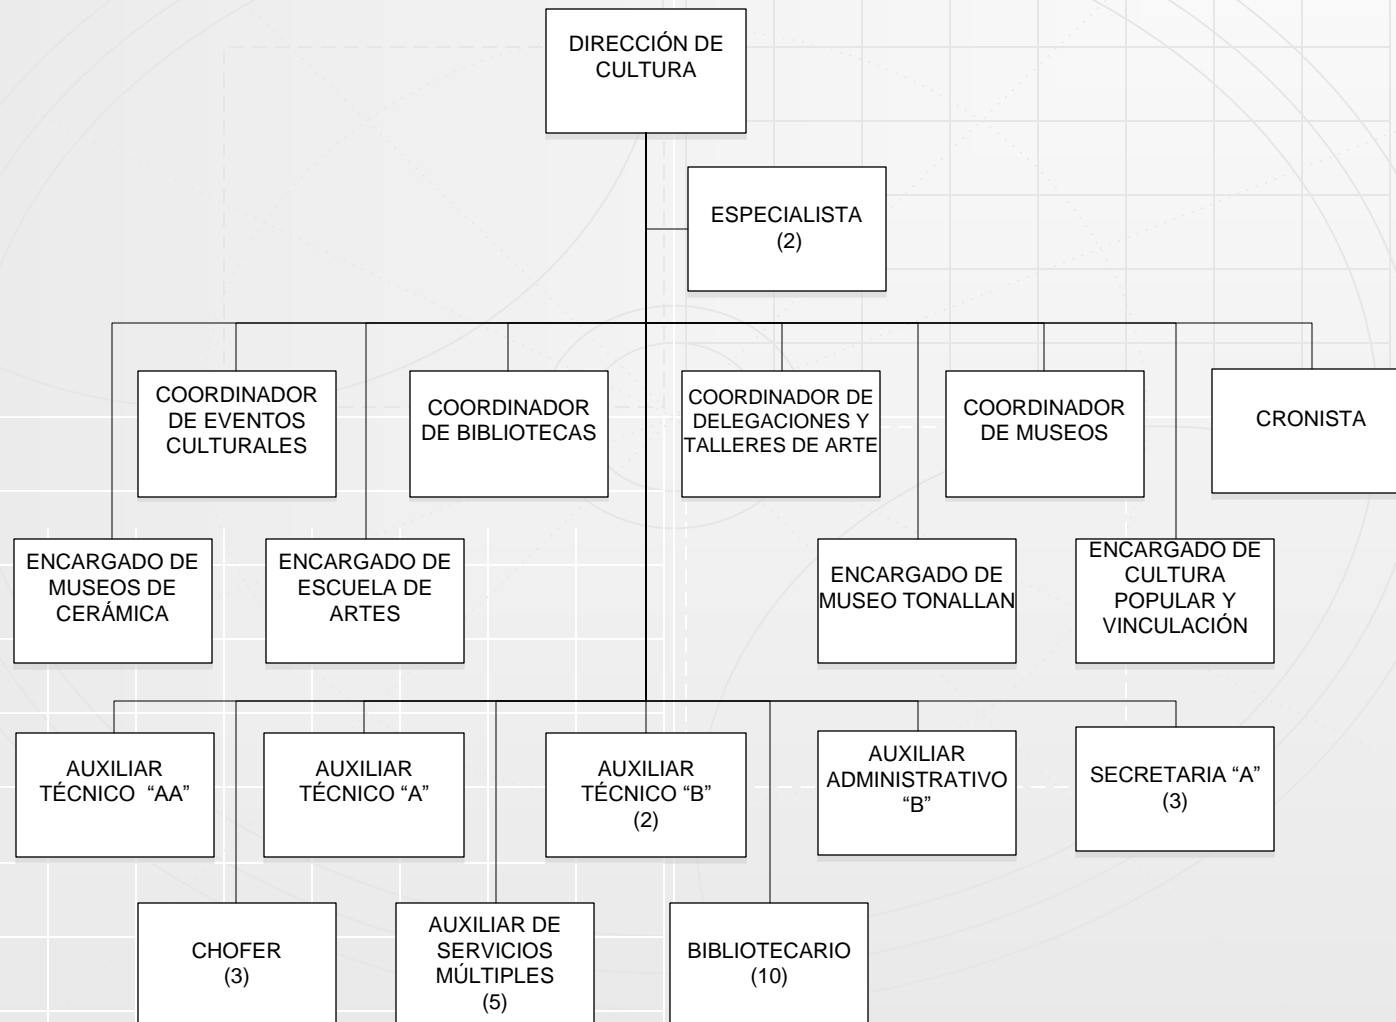 DIRECCIÓN DE
CULTURA
ESPECIALISTA
(2)
COORDINADOR
DE EVENTOS
CULTURALES
COORDINADOR
DE BIBLIOTECAS
COORDINADOR DE
DELEGACIONES Y
TALLERES DE ARTE
COORDINADOR
DE MUSEOS
CRONISTA
ENCARGADO DE
MUSEOS DE
CERÁMICA
ENCARGADO DE
ESCUELA DE
ARTES
ENCARGADO DE
MUSEO TONALLAN
ENCARGADO DE
CULTURA
POPULAR Y
VINCULACIÓN
AUXILIAR
TÉCNICO “AA”
AUXILIAR
TÉCNICO “A”
AUXILIAR
TÉCNICO “B”
(2)
AUXILIAR
ADMINISTRATIVO
“B”
SECRETARIA “A”
(3)
CHOFER
(3)
AUXILIAR DE
SERVICIOS
MÚLTIPLES
(5)
BIBLIOTECARIO
(10)